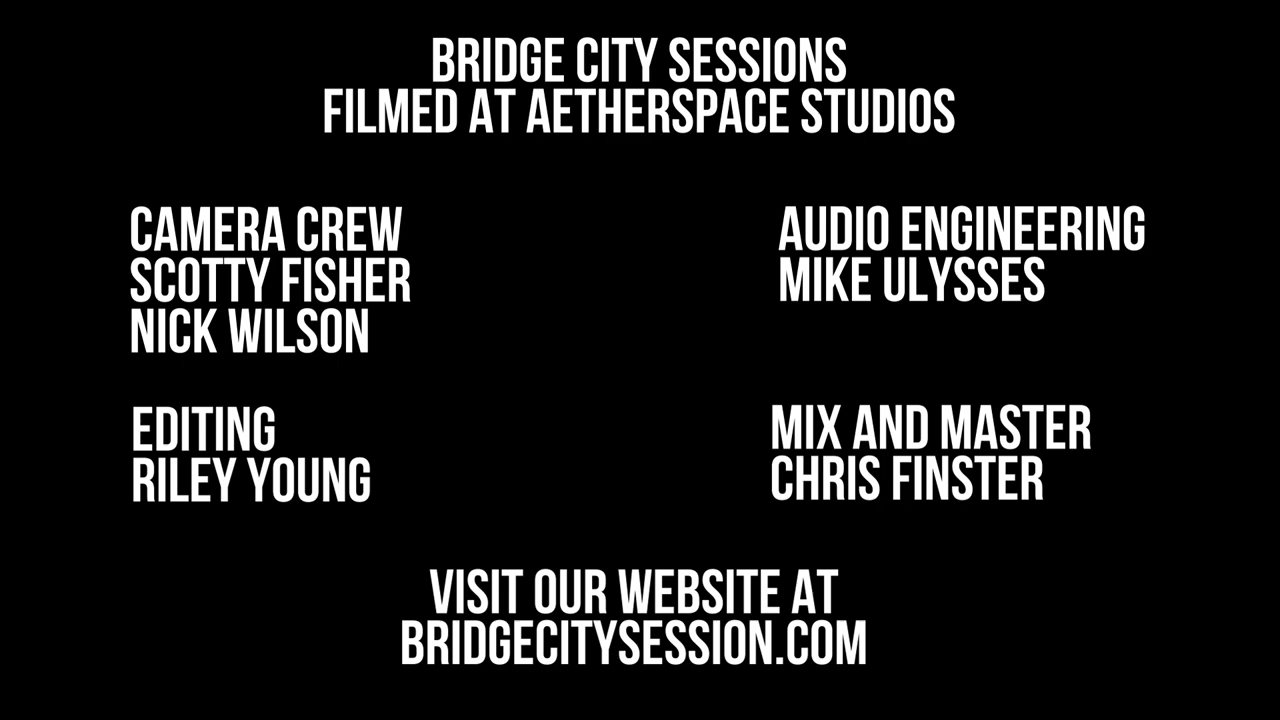 BRIDGE CITY SESSIONS
FILMED AT AETHERSPACE STUDIOS
CAMERA CREW
SCOTTY FISHER
NICK WILSON
AUDIO ENGINEERING
MIKE ULYSSES
EDITING
RILEY YOUNG
MIX AND MASTER
CHRIS FINSTER
VISIT OUR WEBSITE AT
BRIDGECITYSESSION.COM